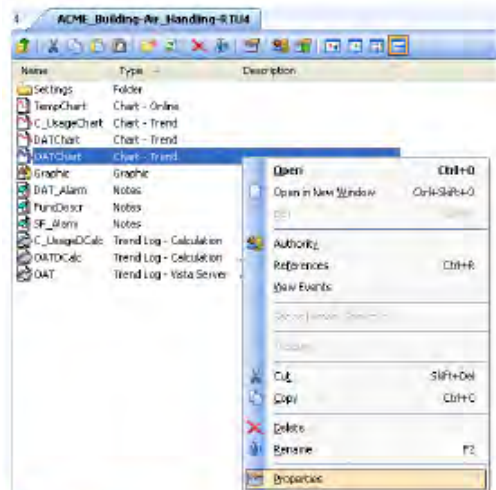 ACME_Building-Air_Handling-RTU4
Name Type Description
Settings Folder
TempChart Chart - Online
C_UsageChart Chart - Trend
DATChart Chart - Trend
OATChart Chart - Trend
Graphic Graphic
DAT_Alarm Notes
FuncDescr Notes
SF_Alarm Notes
C_UsageDCalc Trend Log - Calculation
OATDCalc Trend Log - Calculation
OAT Trend Log - Vista Server
Open Ctrl+O
Open in New Window Ctrl+Shift+O
Authority
References Ctrl+R
View Events
Cut Shift+Del
Copy Ctrl+C
Delete
Rename F2
Properties